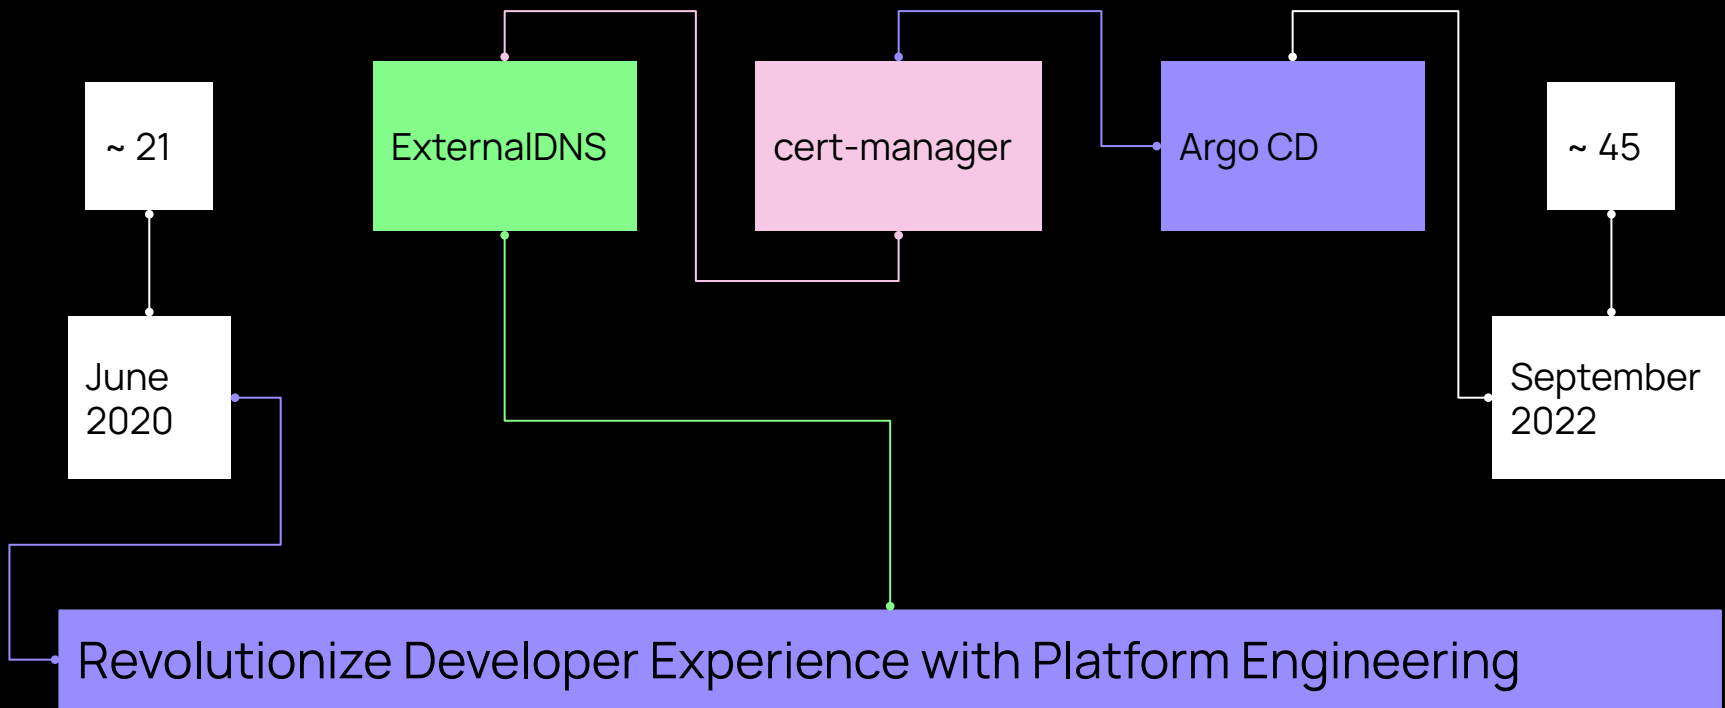 ~ 21
ExternalDNS
cert-manager
Argo CD
~ 45
June
2020
September
2022
Revolutionize Developer Experience with Platform Engineering